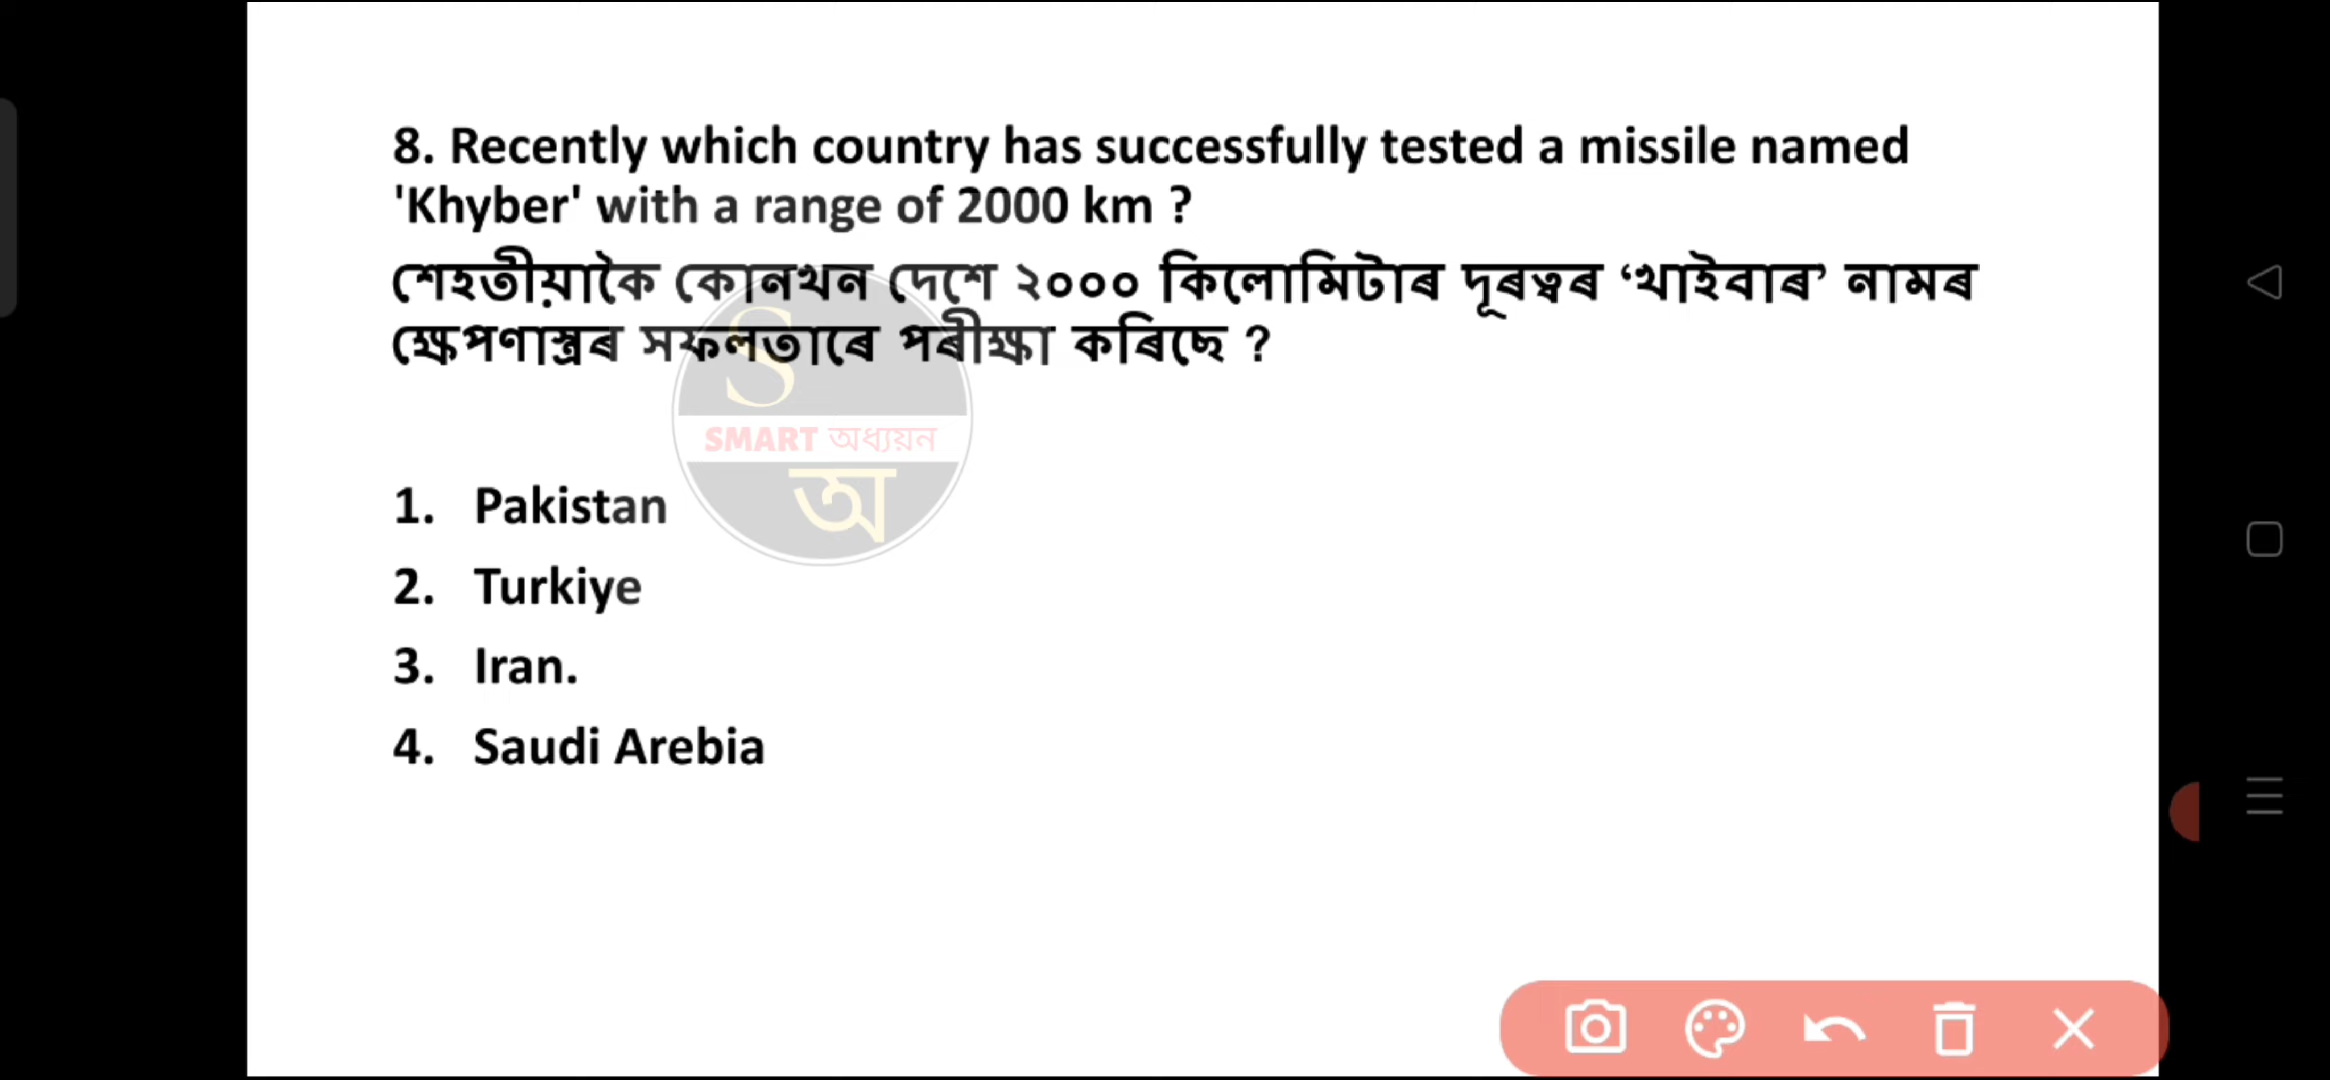 8. Recently which country has successfully tested a missile named
'Khyber' with a range of 2000 km ?
শেহতীয়াকৈ কোনখন দেশে ২০০০ কিলোমিটাৰ দূৰত্বৰ ‘খাইবাৰ’ নামৰ
ক্ষেপণাস্ত্ৰৰ সফলতাৰে পৰীক্ষা কৰিছে ?
S
SMART অধ্যয়ন
অ
1. Pakistan
2. Turkiye
3. Iran.
4. Saudi Arebia